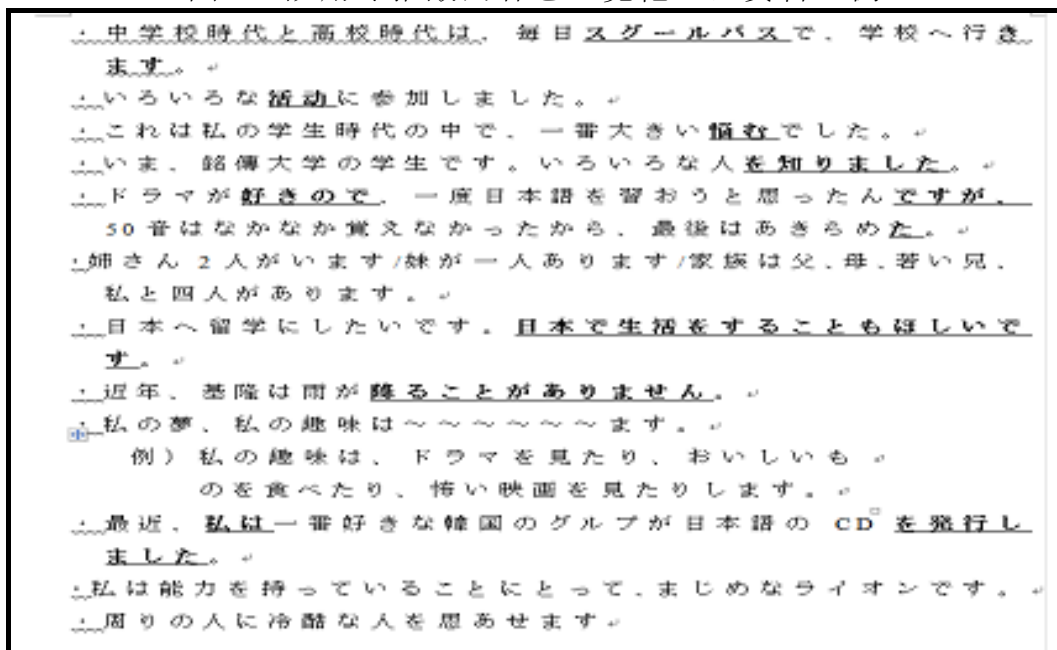 ・中学校時代と高校時代は、毎日スグールバスで、学校へ行き
ます。
・いろいろな活动に参加しました。
・これは私の学生時代の中で、一番大きい悩むでした。
・いま、銘傳大学の学生です。いろいろな人を知りました。
・ドラマが好きので、一度日本語を習おうと思ったんですが、
50音はなかなか覚えなかったから、最後はあきらめた。
・姉さん2人がいます/妹が一人あります/家族は父、母、若い兄、
私と四人があります。
・日本へ留学にしたいです。日本で生活をすることもほしいで
す。
・近年、基隆は雨が降ることがありません。
・私の夢、私の趣味は～～～～～～ます。
例）私の趣味は、ドラマを見たり、おいしいも
のを食べたり、怖い映画を見たりします。
・最近、私は一番好きな韓国のグルプが日本語の CD を発行し
ました。
・私は能力を持っていることにとって、まじめなライオンです。
・周りの人に冷酷な人を思あせます